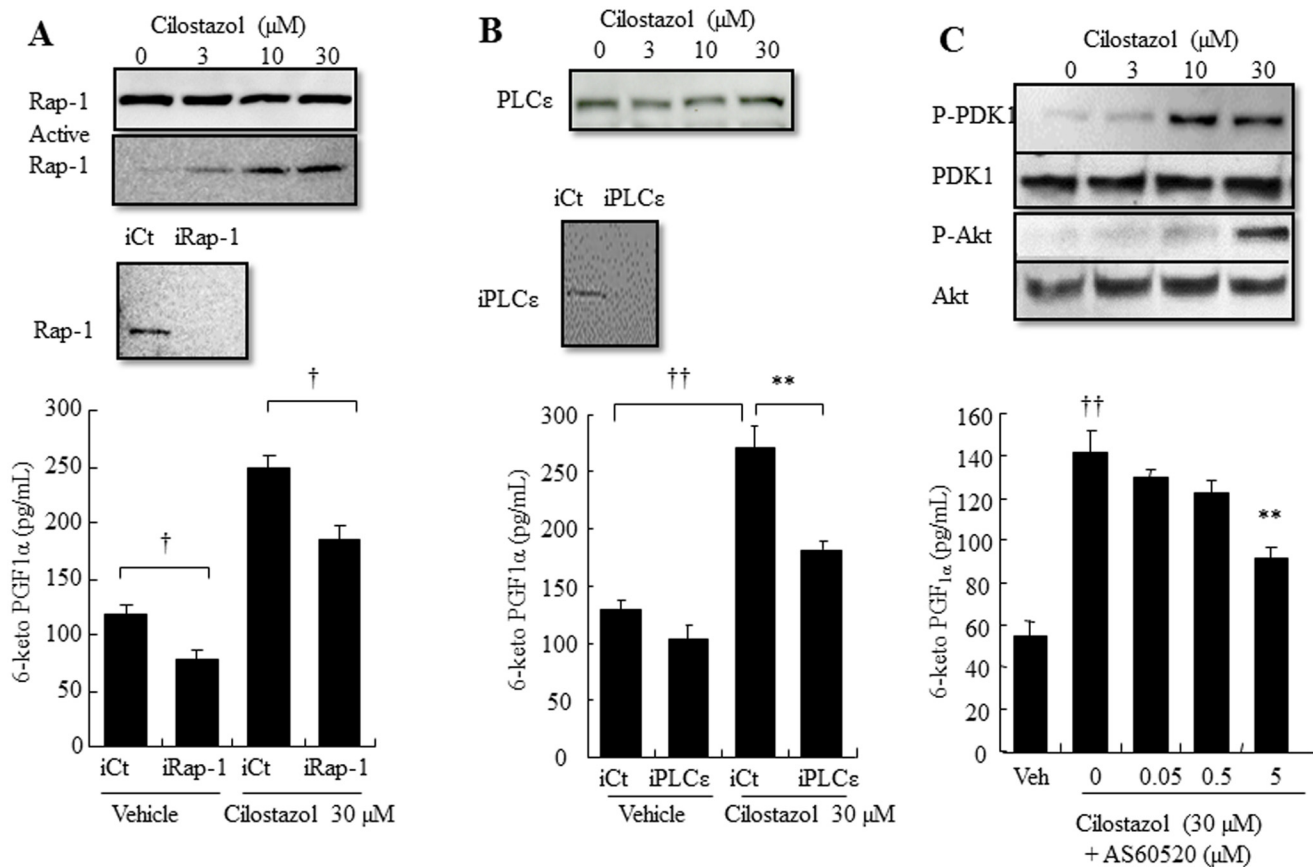 A
Cilostazol (μM)
0 3 10 30
Rap-1
Active
Rap-1
iCt iRap-1
Rap-1
†
†
300
250
200
150
100
50
0
6-keto PGF1α (pg/mL)
iCt iRap-1 iCt iRap-1
Vehicle Cilostazol 30 μM
B
Cilostazol (μM)
0 3 10 30
PLCε
iCt iPLCε
iPLCε
†† **
300
250
200
150
100
50
0
6-keto PGF1α (pg/mL)
iCt iPLCε iCt iPLCε
Vehicle Cilostazol 30 μM
C
Cilostazol (μM)
0 3 10 30
P-PDK1
PDK1
P-Akt
Akt
††
**
160
140
120
100
80
60
40
20
0
6-keto PGF1α (pg/mL)
Veh 0 0.05 0.5 5
Cilostazol (30 μM)
+ AS60520 (μM)